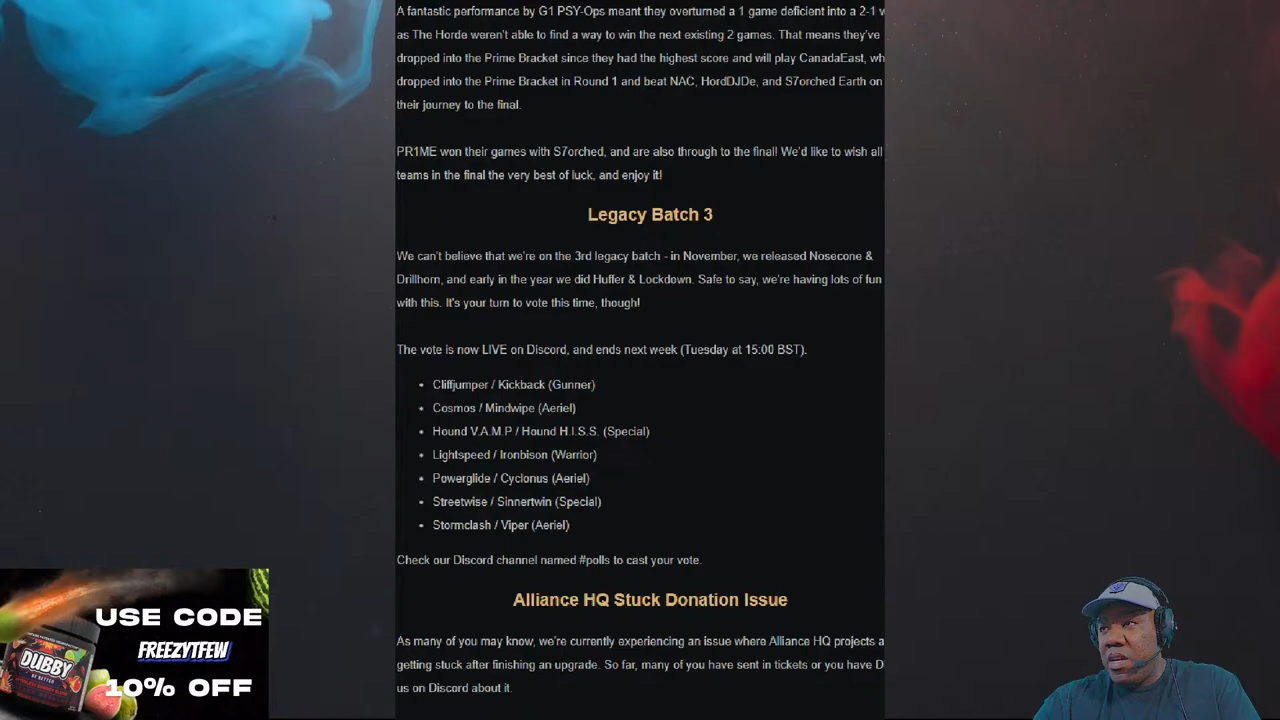 A fantastic performance by G1 PSY-Ops meant they overturned a 1 game deficient into a 2-1
as The Horde weren't able to find a way to win the next existing 2 games. That means they've
dropped into the Prime Bracket since they had the highest score and will play CanadaEast,
dropped into the Prime Bracket in Round 1 and beat NAC, HordDJDe, and S7orched Earth on
their journey to the final.
PR1ME won their games with S7orched, and are also through to the final! We'd like to wish all
teams in the final the very best of luck, and enjoy it!
Legacy Batch 3
We can't believe that we're on the 3rd legacy batch - in November, we released Nosecone &
Drillhorn, and early in the year we did Huffer & Lockdown. Safe to say, we're having lots of fun
with this. It's your turn to vote this time, though!
The vote is now LIVE on Discord, and ends next week (Tuesday at 15:00 BST).
• Cliffjumper / Kickback (Gunner)
• Cosmos / Mindwipe (Aeriel)
• Hound V.A.M.P / Hound H.I.S.S. (Special)
• Lightspeed / Ironbison (Warrior)
• Powerglide / Cyclonus (Aeriel)
• Streetwise / Sinnertwin (Special)
• Stormclash / Viper (Aeriel)
Check our Discord channel named #polls to cast your vote.
Alliance HQ Stuck Donation Issue
As many of you may know, we're currently experiencing an issue where Alliance HQ projects
getting stuck after finishing an upgrade. So far, many of you have sent in tickets or you have
us on Discord about it.
USE CODE
FREEZYTFEW
10% OFF
DUBBY
BE BETTER